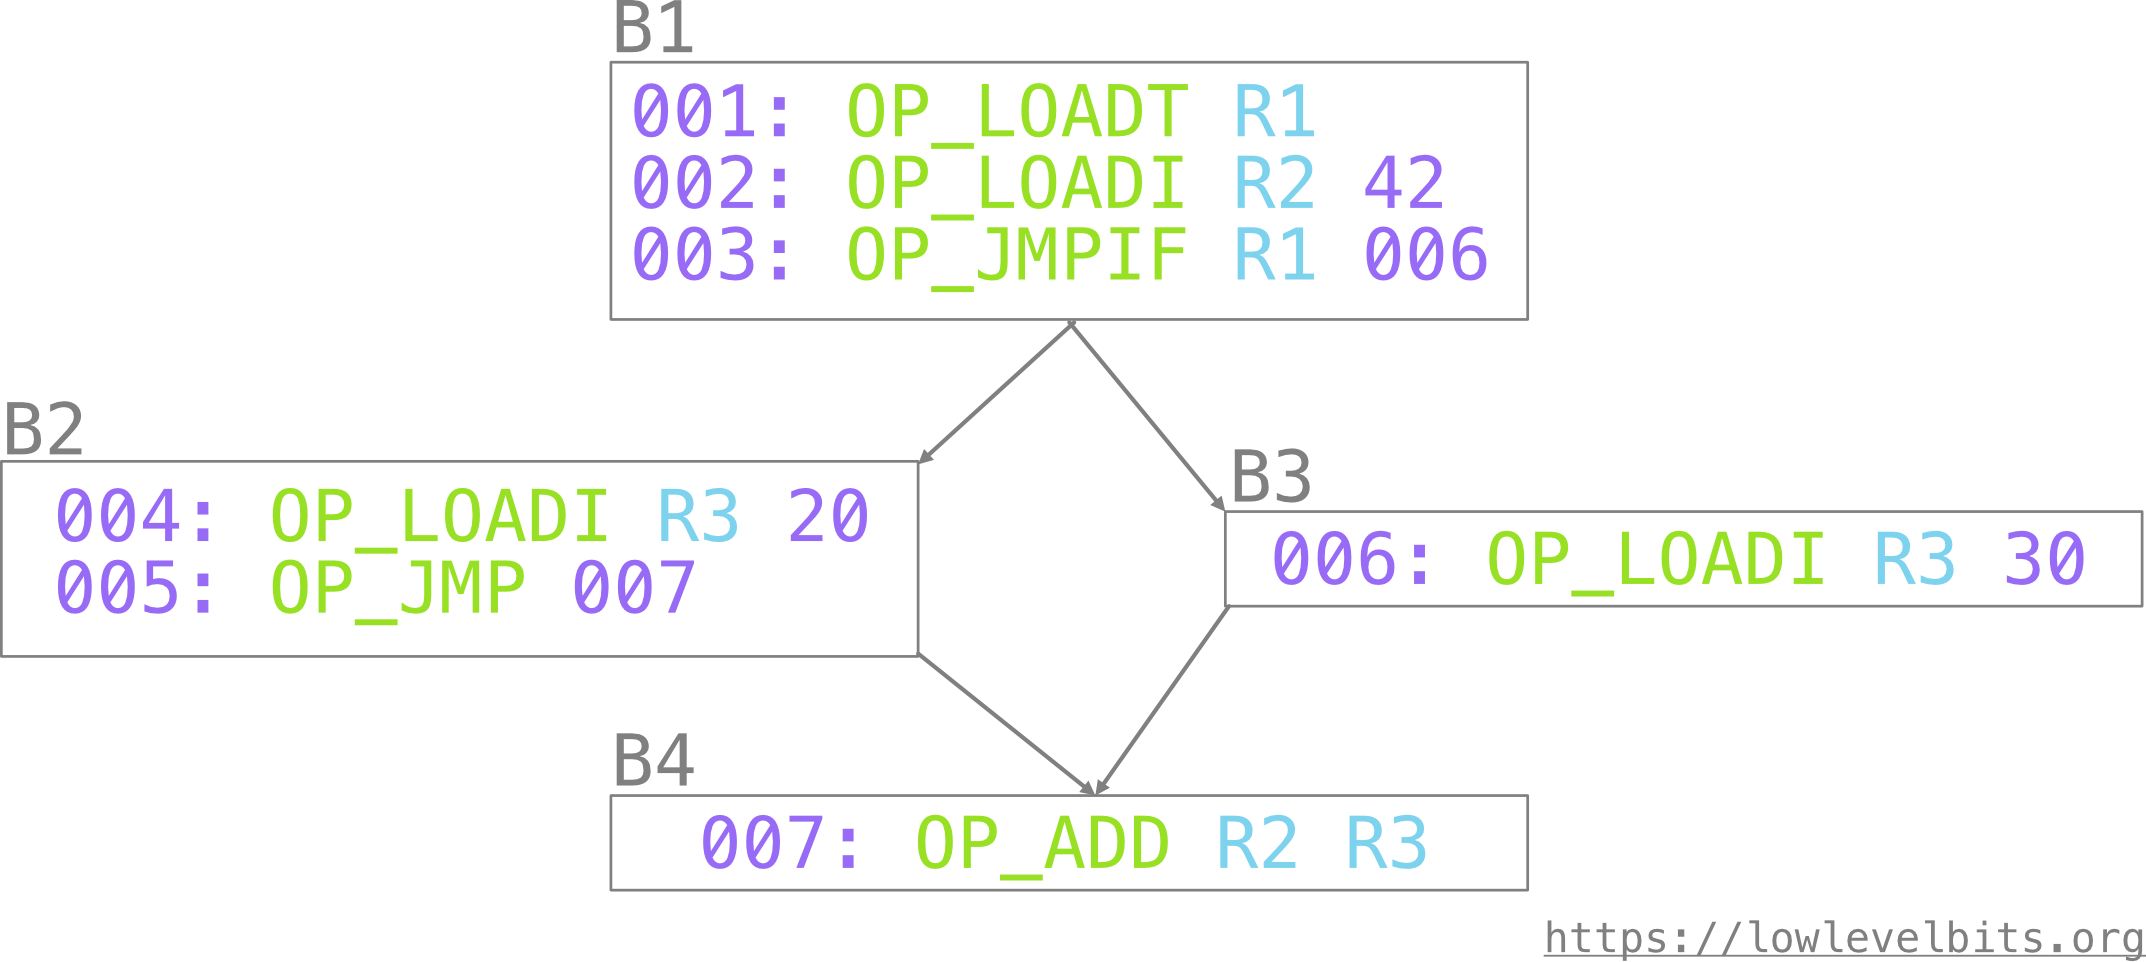 B1
001: OP_LOADT R1
002: OP_LOADI R2 42
003: OP_JMPIF R1 006
B2
004: OP_LOADI R3 20
005: OP_JMP 007
B3
006: OP_LOADI R3 30
B4
007: OP_ADD R2 R3
https://lowlevelbits.org